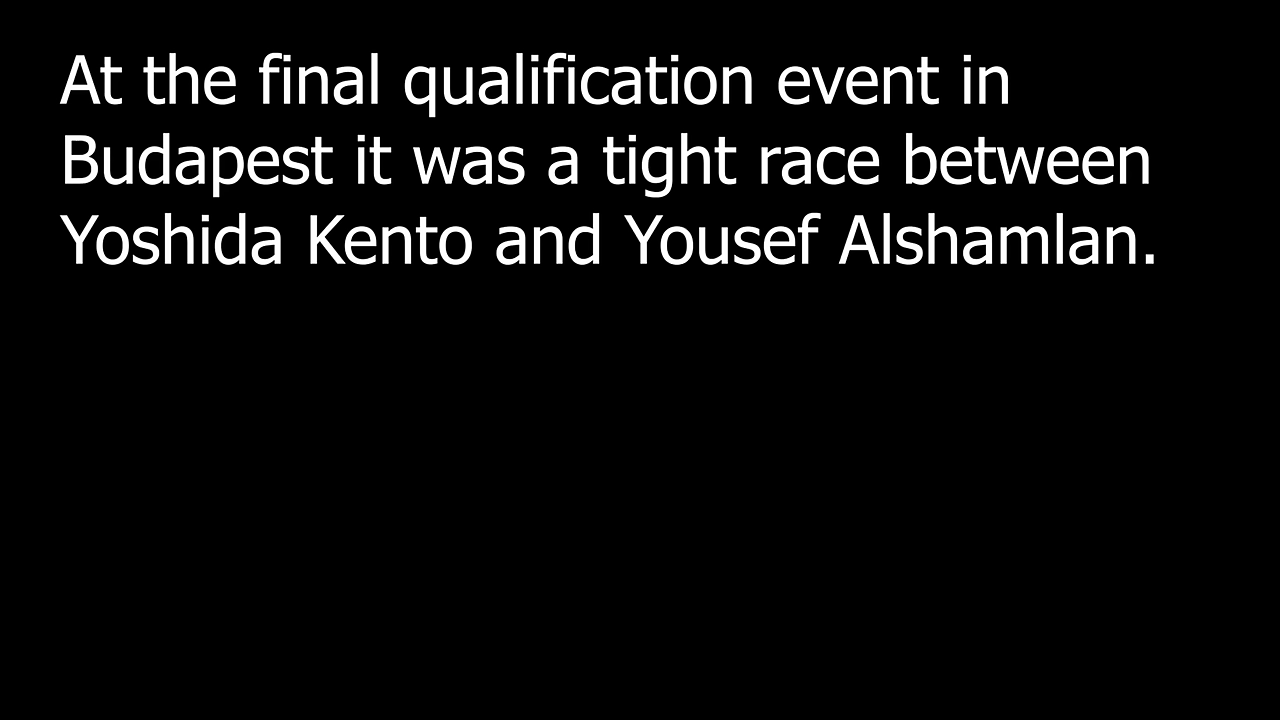 At the final qualification event in
Budapest it was a tight race between
Yoshida Kento and Yousef Alshamlan.